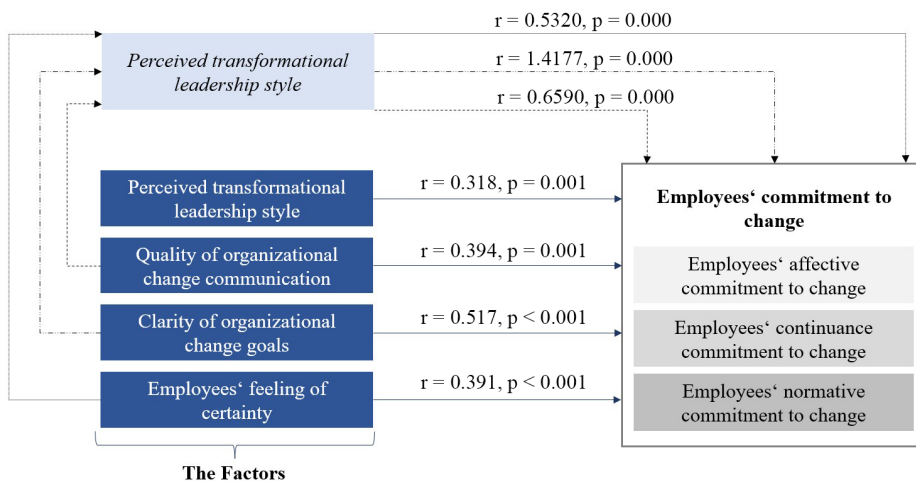 r = 0.5320, p = 0.000
Perceived transformational
leadership style
r = 1.4177, p = 0.000
r = 0.6590, p = 0.000
Perceived transformational
leadership style
r = 0.318, p = 0.001
Employees‘ commitment to
change
Quality of organizational
change communication
r = 0.394, p = 0.001
Employees‘ affective
commitment to change
Clarity of organizational
change goals
r = 0.517, p < 0.001
Employees‘ continuance
commitment to change
Employees‘ feeling of
certainty
r = 0.391, p < 0.001
Employees‘ normative
commitment to change
The Factors